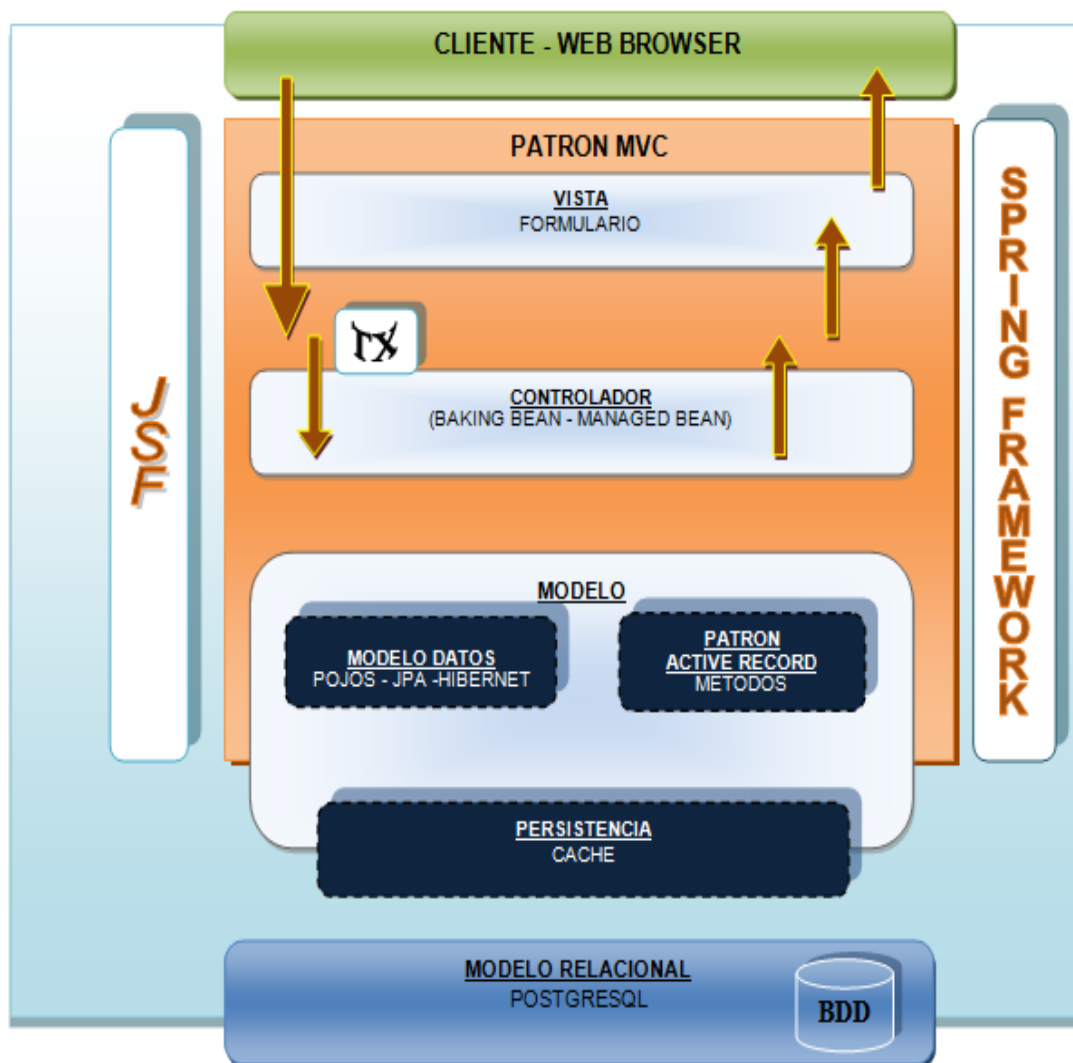 CLIENTE - WEB BROWSER
JSF
PATRON MVC
VISTA
FORMULARIO
TX
CONTROLADOR
(BAKING BEAN - MANAGED BEAN)
MODELO
MODELO DATOS
POJOS - JPA -HIBERNET
PATRON
ACTIVE RECORD
METODOS
PERSISTENCIA
CACHE
SPRING FRAMEWORK
MODELO RELACIONAL
POSTGRESQL
BDD